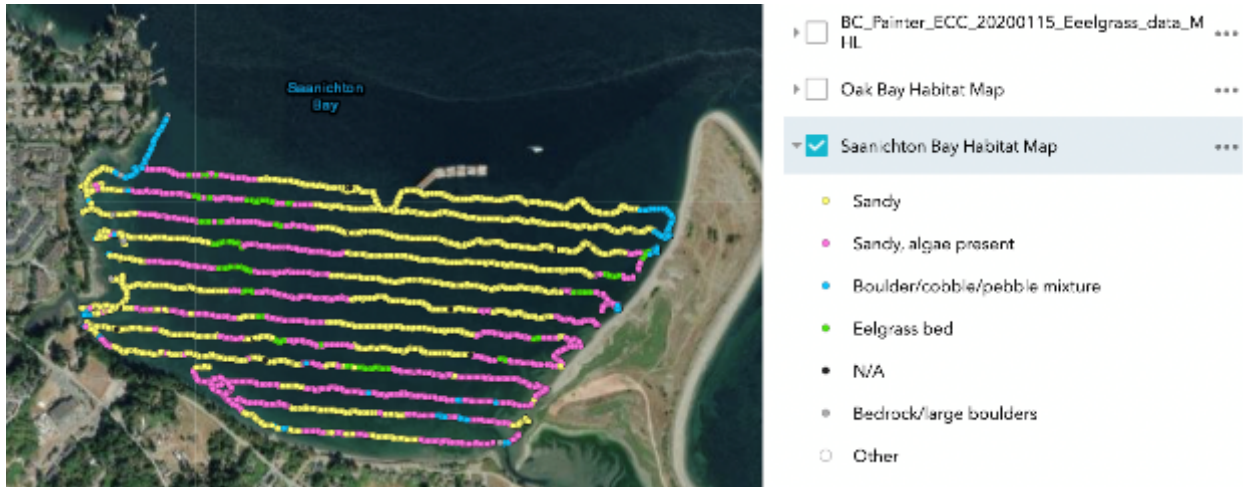 Saanichton
Bay
BC_Painter_ECC_20200115_Eeelgrass_data_M
HL
Oak Bay Habitat Map
Saanichton Bay Habitat Map
Sandy
Sandy, algae present
Boulder/cobble/pebble mixture
Eelgrass bed
N/A
Bedrock/large boulders
Other